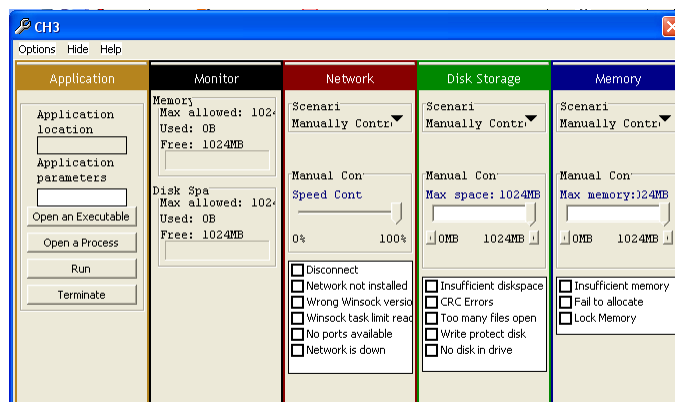 CH3
Options Hide Help
Application
Application
location
Application
parameters
Open an Executable
Open a Process
Run
Terminate
Monitor
Memory
Max allowed: 102
Used: 0B
Free: 1024MB
Disk Spa
Max allowed: 102
Used: 0B
Free: 1024MB
Network
Scenari
Manually Contr
Manual Con
Speed Cont
0% 100%
Disconnect
Network not installed
Wrong Winsock versio
Winsock task limit reac
No ports available
Network is down
Disk Storage
Scenari
Manually Contr
Manual Con
Max space: 1024MB
0MB 1024MB
Insufficient diskspace
CRC Errors
Too many files open
Write protect disk
No disk in drive
Memory
Scenari
Manually Contr
Manual Con
Max memory:024MB
0MB 1024MB
Insufficient memory
Fail to allocate
Lock Memory